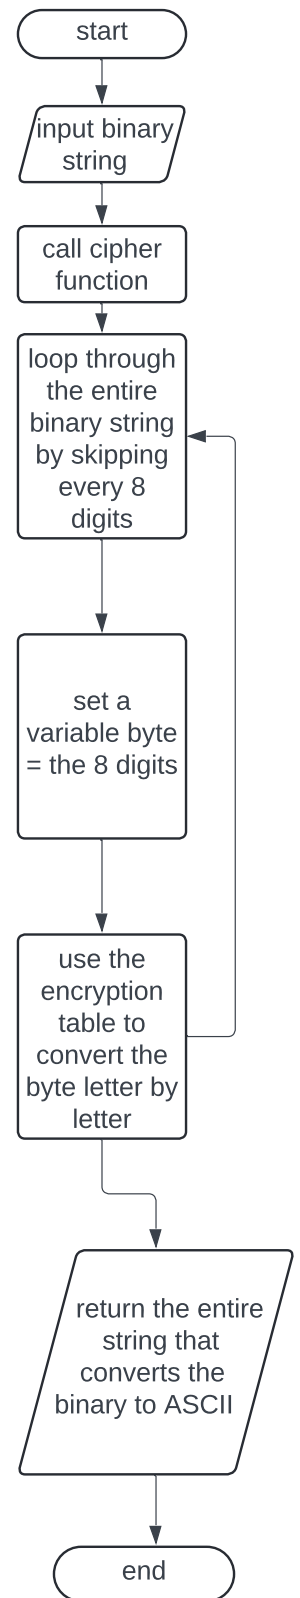 start
input binary
string
call cipher
function
loop through
the entire
binary string
by skipping
every 8
digits
set a
variable byte
= the 8 digits
use the
encryption
table to
convert the
byte letter by
letter
return the entire
string that
converts the
binary to ASCII
end